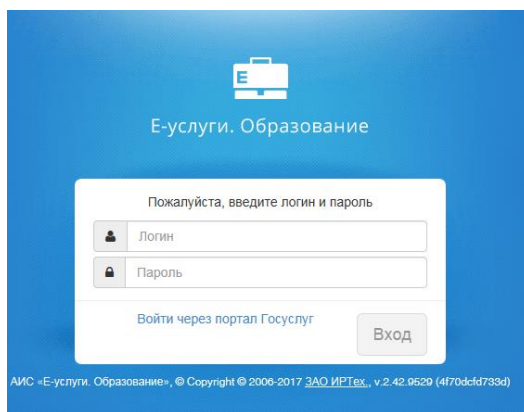 Е
Е-услуги. Образование
Пожалуйста, введите логин и пароль
Логин
Пароль
Войти через портал Госуслуг
Вход
АИС «Е-услуги. Образование», © Copyright © 2006-2017 ЗАО ИРТех., v.2.42.9529 (4f70dcfd733d)